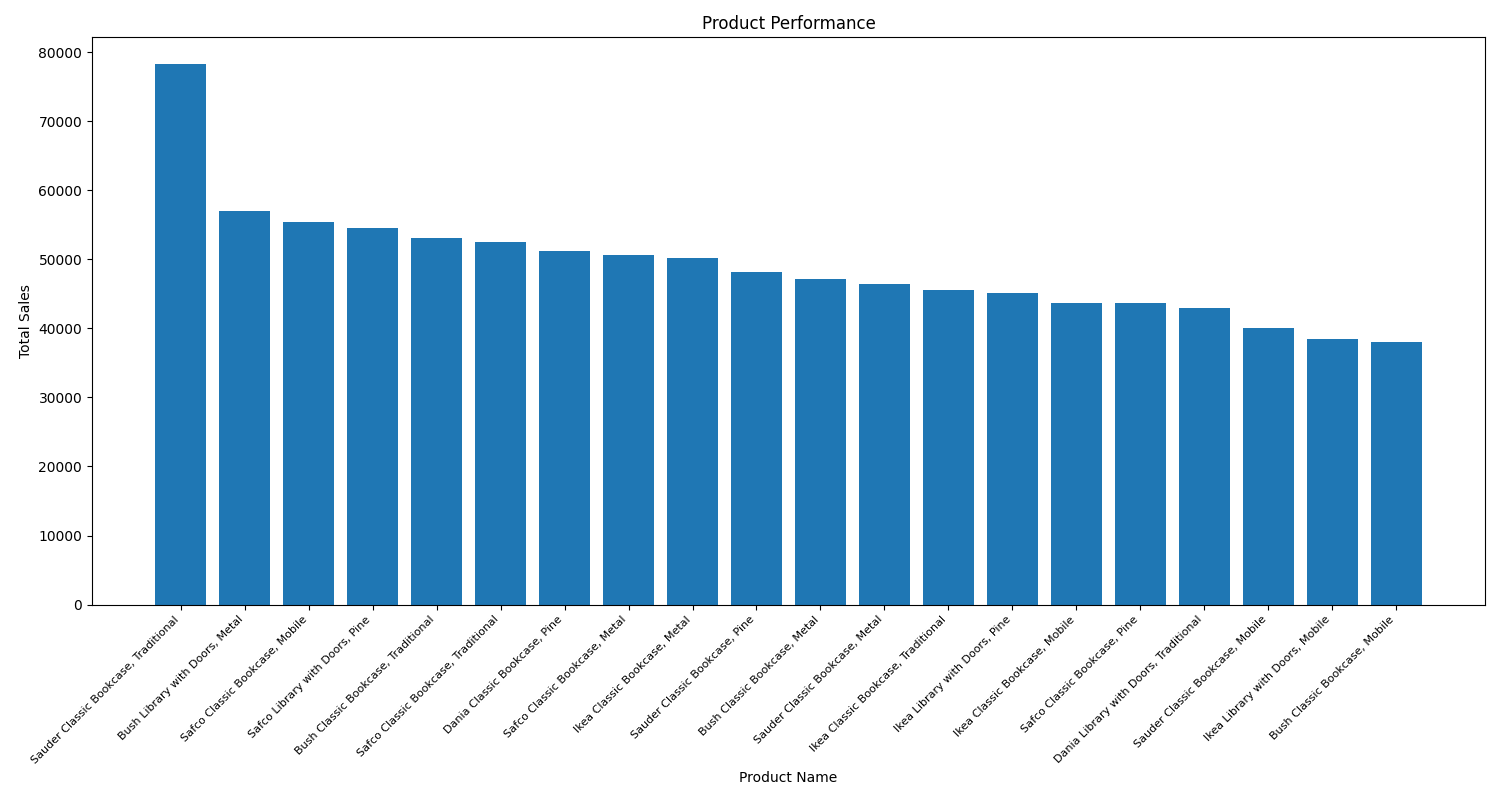 Product Performance
Total Sales
80000
70000
60000
50000
40000
30000
20000
10000
0
Sauder Classic Bookcase, Traditional
Bush Library with Doors, Metal
Safco Classic Bookcase, Mobile
Safco Library with Doors, Pine
Bush Classic Bookcase, Traditional
Safco Classic Bookcase, Traditional
Dania Classic Bookcase, Pine
Safco Classic Bookcase, Metal
Ikea Classic Bookcase, Metal
Sauder Classic Bookcase, Pine
Bush Classic Bookcase, Metal
Sauder Classic Bookcase, Metal
Ikea Classic Bookcase, Traditional
Ikea Library with Doors, Pine
Ikea Classic Bookcase, Mobile
Safco Classic Bookcase, Pine
Dania Library with Doors, Traditional
Sauder Classic Bookcase, Mobile
Ikea Library with Doors, Mobile
Bush Classic Bookcase, Mobile
Product Name